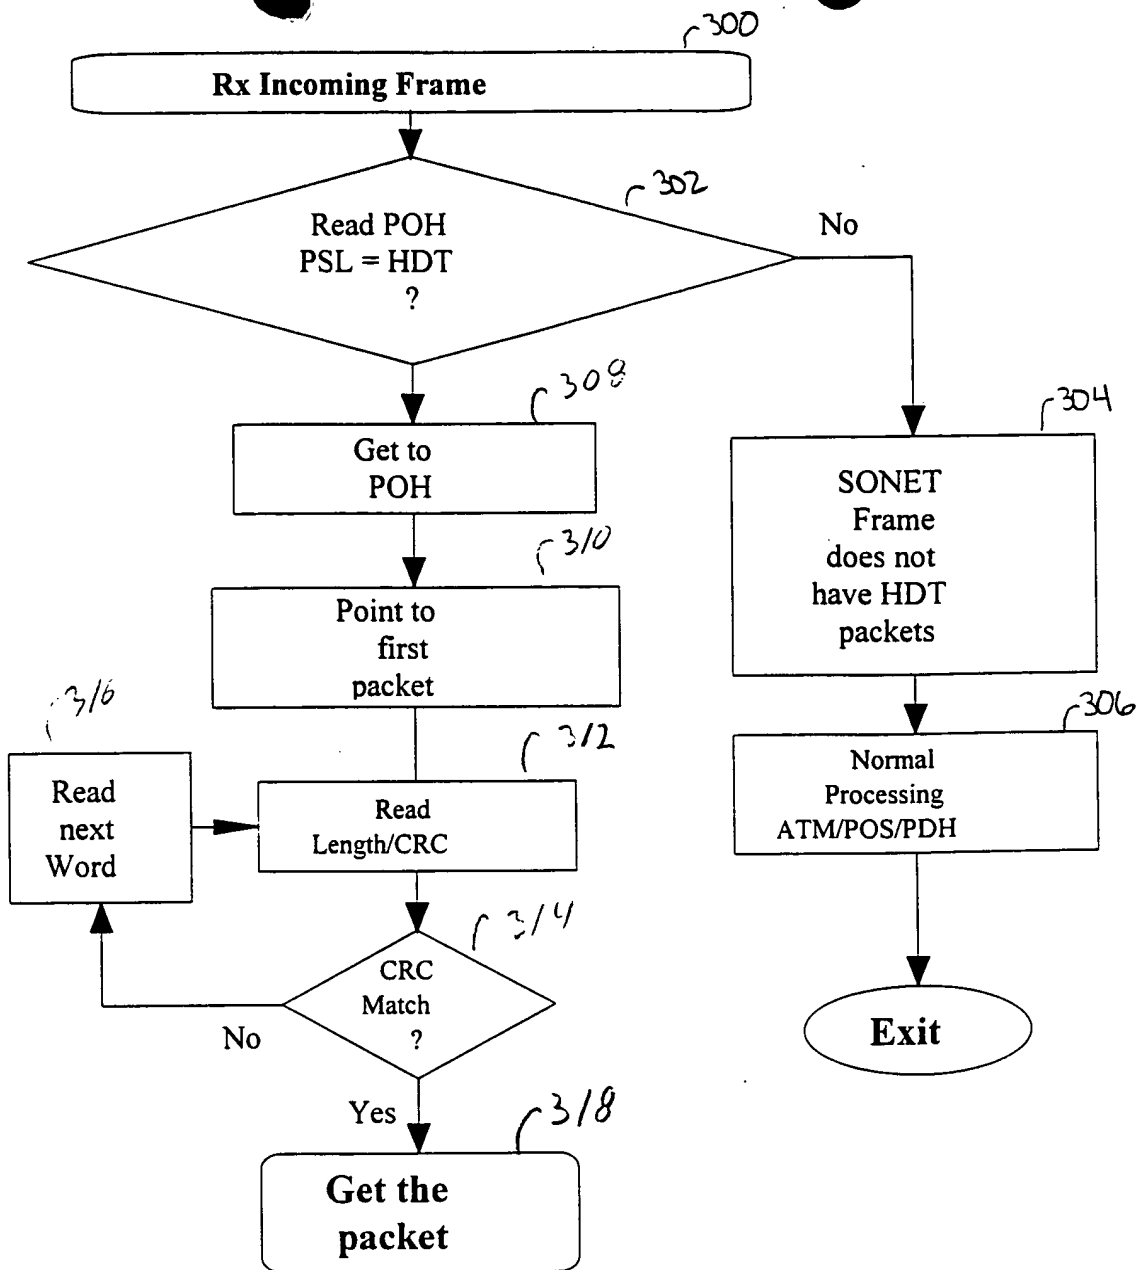 300
Rx Incoming Frame
302
Read POH
PSL = HDT
?
No
308
Get to
POH
304
SONET
Frame
does not
have HDT
packets
310
Point to
first
packet
306
Normal
Processing
ATM/POS/PDH
316
Read
next
Word
312
Read
Length/CRC
314
CRC
Match
?
No
Exit
Yes
318
Get the
packet